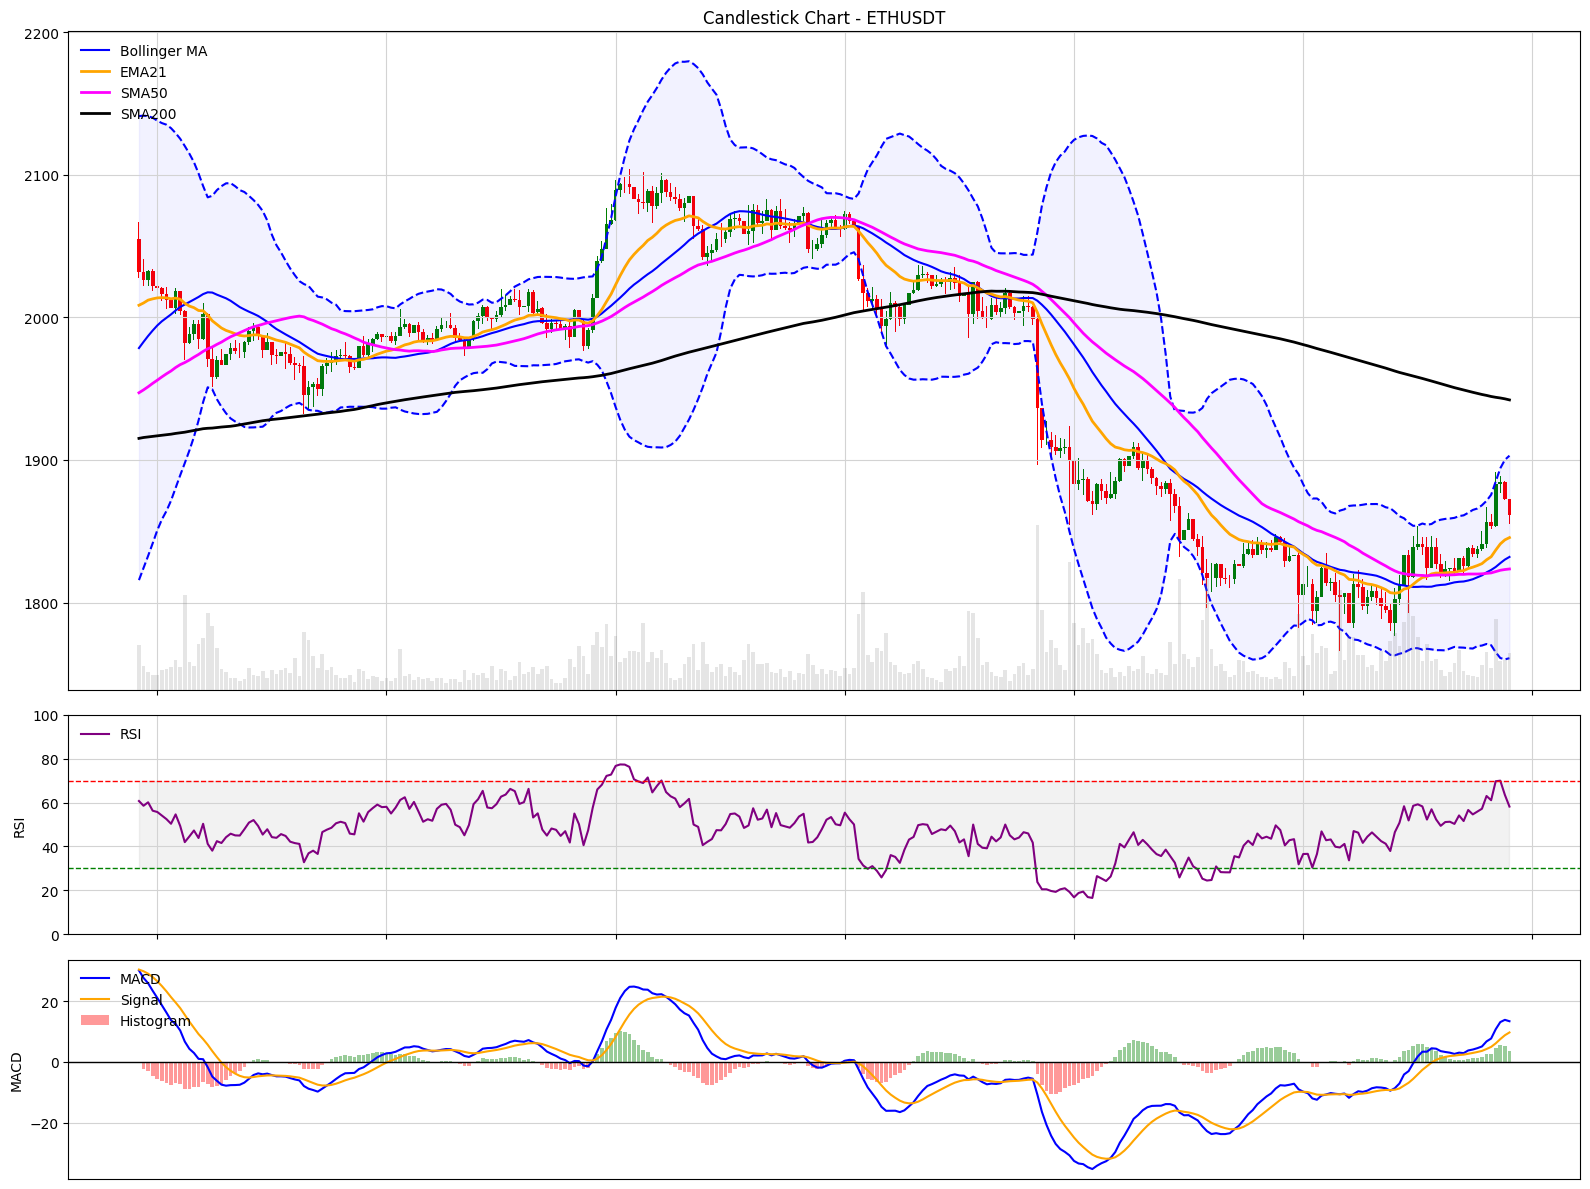 Candlestick Chart - ETHUSDT
2200
2100
2000
1900
1800
Bollinger MA
EMA21
SMA50
SMA200
100
80
60
40
20
0
RSI
RSI
20
0
−20
MACD
MACD
Signal
Histogram